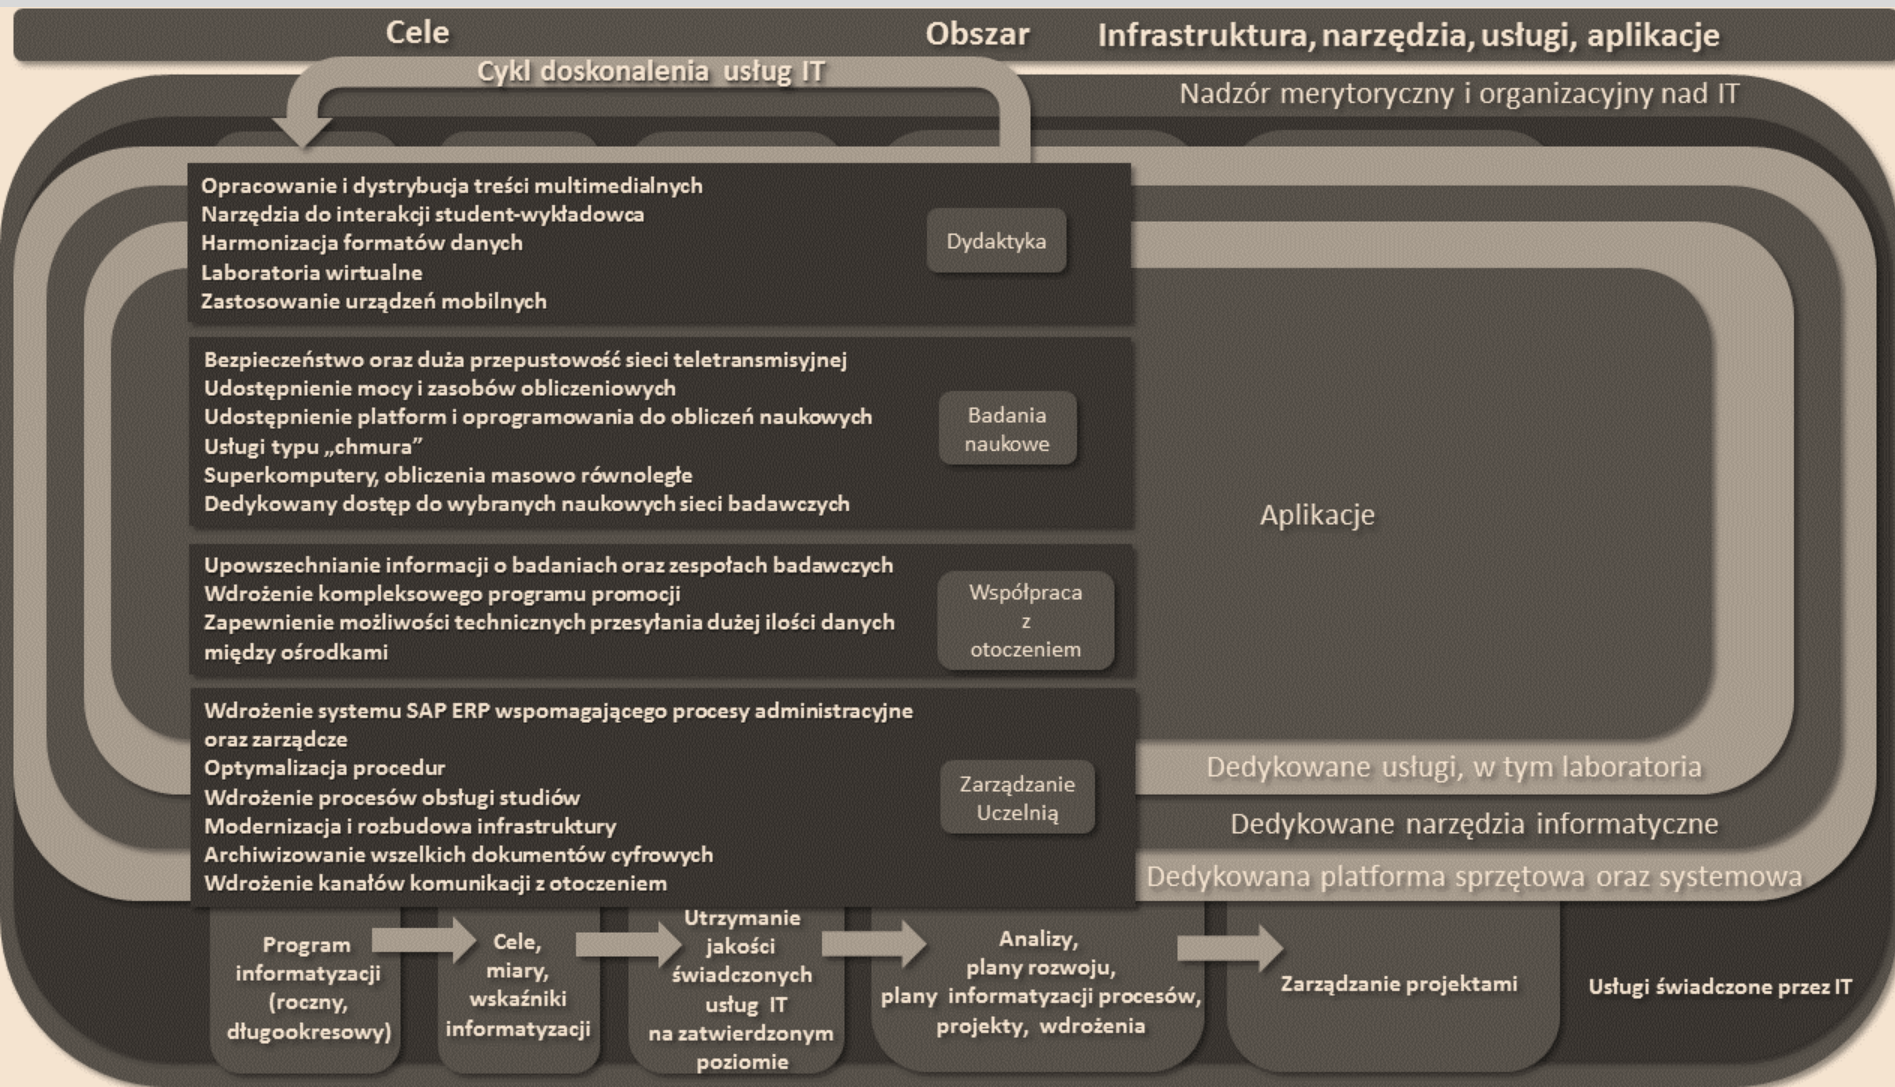 Cele
Obszar
Infrastruktura, narzędzia, usługi, aplikacje
Cykl doskonalenia usług IT
Nadzór merytoryczny i organizacyjny nad IT
Opracowanie i dystrybucja treści multimedialnych
Narzędzia do interakcji student-wykładowca
Harmonizacja formatów danych
Laboratoria wirtualne
Zastosowanie urządzeń mobilnych
Dydaktyka
Bezpieczeństwo oraz duża przepustowość sieci teletransmisyjnej
Udostępnienie mocy i zasobów obliczeniowych
Udostępnienie platform i oprogramowania do obliczeń naukowych
Usługi typu „chmura”
Superkomputery, obliczenia masowo równoległe
Dedykowany dostęp do wybranych naukowych sieci badawczych
Badania
naukowe
Aplikacje
Upowszechnianie informacji o badaniach oraz zespołach badawczych
Wdrożenie kompleksowego programu promocji
Zapewnienie możliwości technicznych przesyłania dużej ilości danych
między ośrodkami
Współpraca
z
otoczeniem
Wdrożenie systemu SAP ERP wspomagającego procesy administracyjne
oraz zarządcze
Optymalizacja procedur
Wdrożenie procesów obsługi studiów
Modernizacja i rozbudowa infrastruktury
Archiwizowanie wszelkich dokumentów cyfrowych
Wdrożenie kanałów komunikacji z otoczeniem
Zarządzanie
Uczelnią
Dedykowane usługi, w tym laboratoria
Dedykowane narzędzia informatyczne
Dedykowana platforma sprzętowa oraz systemowa
Program
informatyzacji
(roczny,
długookresowy)
Cele,
miary,
wskaźniki
informatyzacji
Utrzymanie
jakości
świadczonych
usług IT
na zatwierdzonym
poziomie
Analizy,
plany rozwoju,
plany informatyzacji procesów,
projekty, wdrożenia
Zarządzanie projektami
Usługi świadczone przez IT